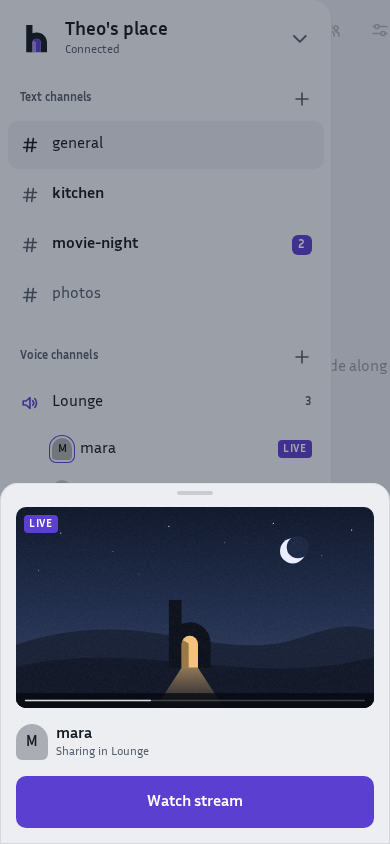 Theo's place
Connected
Text channels
general
kitchen
movie-night
2
photos
de along
Voice channels
Lounge
3
M
mara
LIVE
LIVE
M
mara
Sharing in Lounge
Watch stream